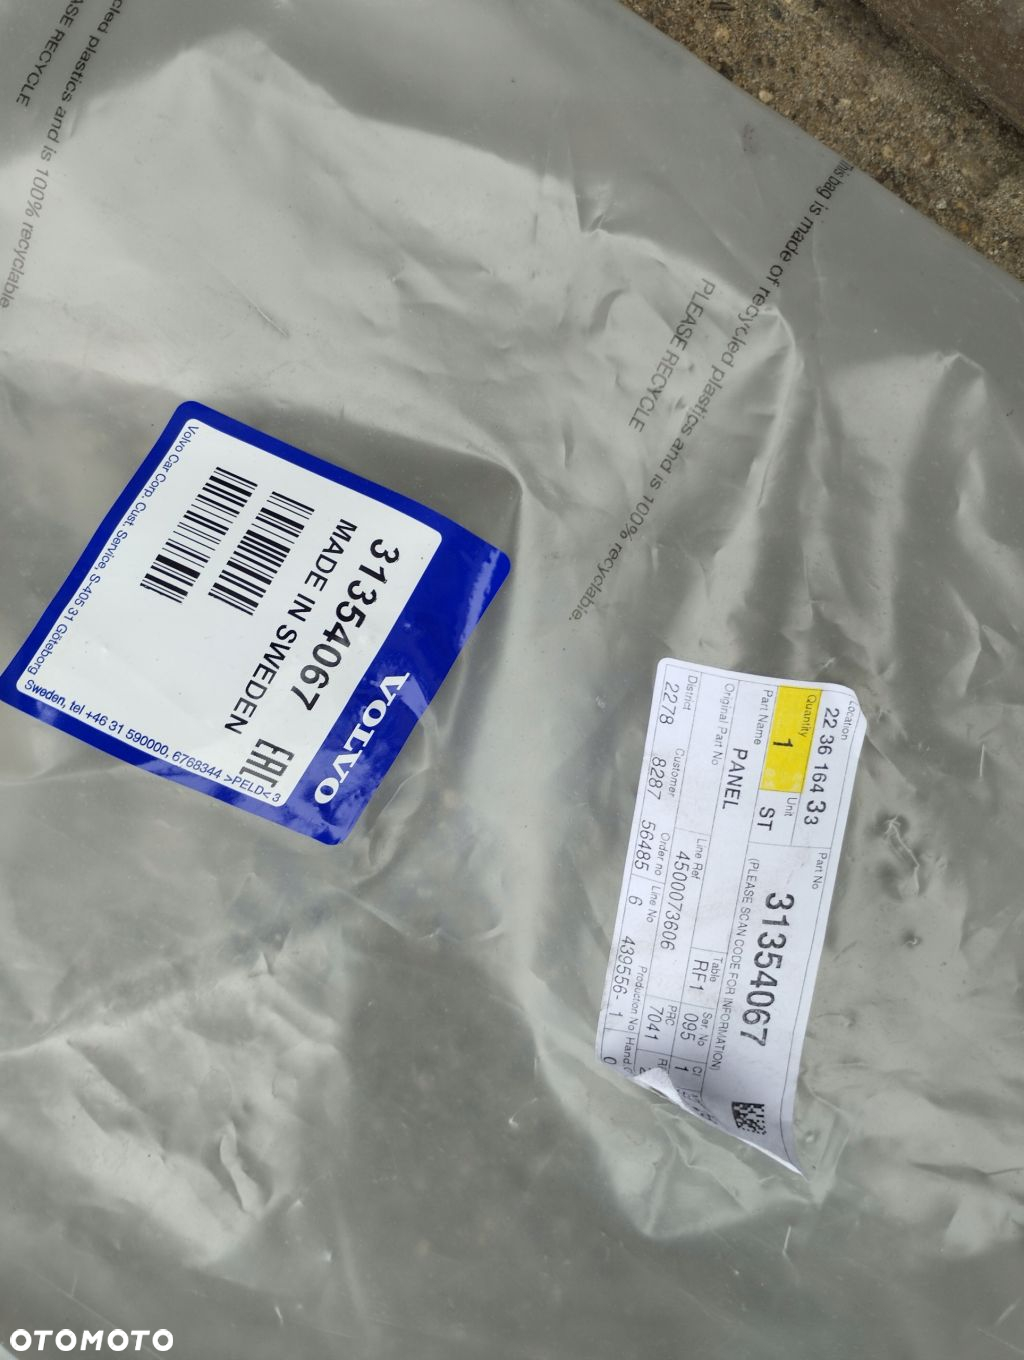 EASE RECYCLE
cled plastics and is 100% recyclable
This bag is made of recycled plastics and is 100% recyclable.
PLEASE RECYCLE
VOLVO
31354067
MADE IN SWEDEN
EAC
Volvo Car Corp. Cust. Service, S-405 31 Göteborg
Sweden, tel +46 31 590000, 6768344 >PELD< 3
Location
22 36 164 33
Part No
31354067
Quantity
1
Unit
ST
(PLEASE SCAN CODE FOR INFORMATION)
Part Name
PANEL
Original Part No
Line Ref
4500073606
Table
RF1
Ser. No
095
Cl
1
District
2278
Customer
8287
Order no
56485
Line No
6
Production No
439556- 1
PRC
7041
Hand.
0
OTOMOTO